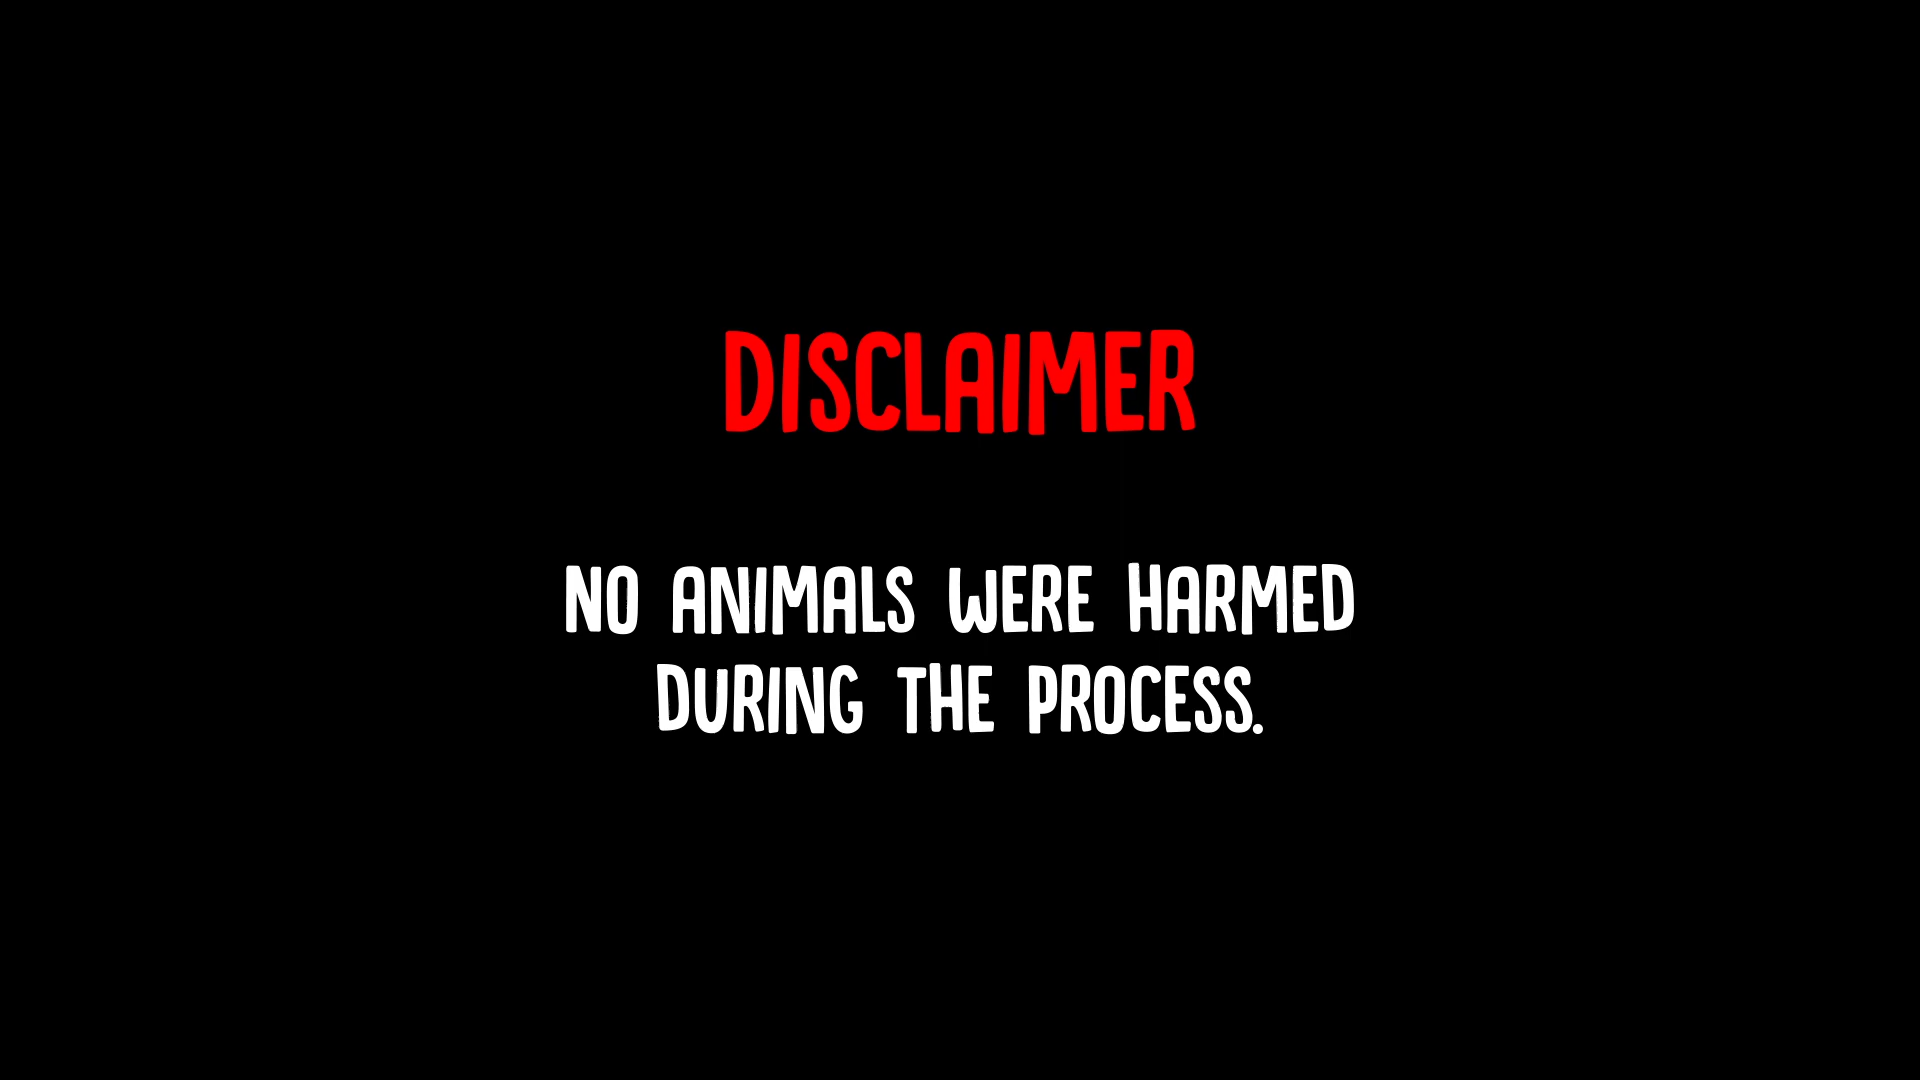 DISCLAIMER
NO ANIMALS WERE HARMED
DURING THE PROCESS.